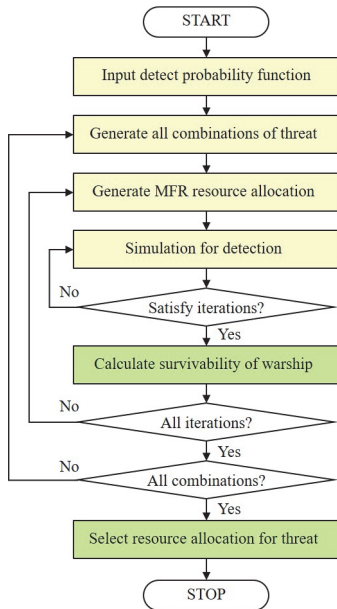 START
Input detect probability function
Generate all combinations of threat
Generate MFR resource allocation
Simulation for detection
No
Satisfy iterations?
Yes
Calculate survivability of warship
No
All iterations?
Yes
No
All combinations?
Yes
Select resource allocation for threat
STOP